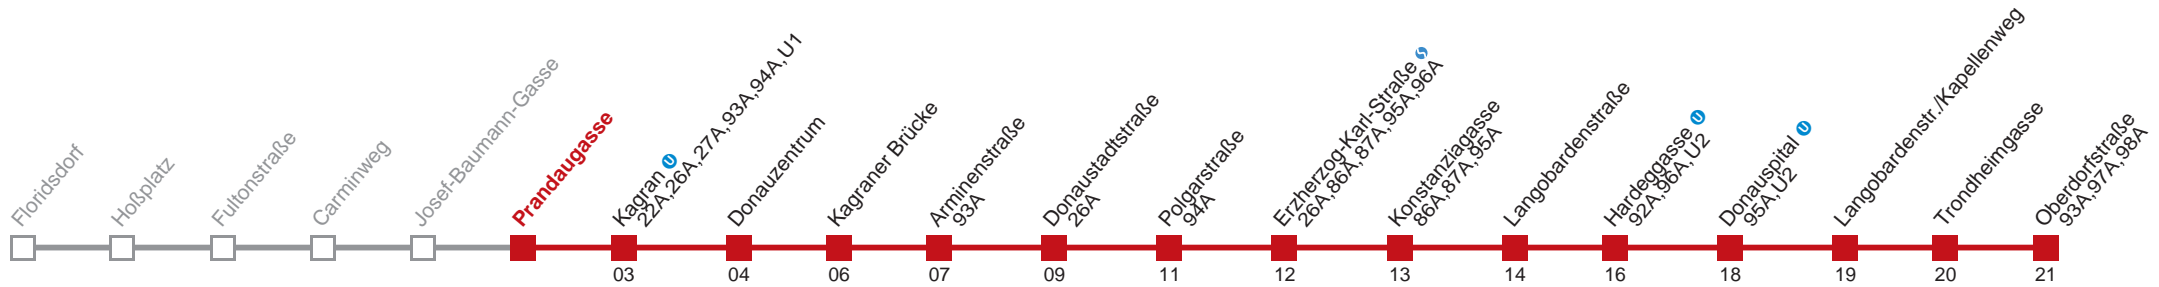 Floridsdorf
Hoßplatz
Fultonstraße
Carminweg
Josef-Baumann-Gasse
Prandaugasse
Kagran U
22A,26A,27A,93A,94A,U1
Donauzentrum
Kagraner Brücke
Arminenstraße
93A
Donaustadtstraße
26A
Polgarstraße
94A
Erzherzog-Karl-Straße S
26A,86A,87A,95A,96A
Konstanziagasse
86A,87A,95A
Langobardenstraße
Hardeggasse U
92A,96A,U2
Donauspital U
95A,U2
Langobardenstr./Kapellenweg
Trondheimgasse
Oberdorfstraße
93A,97A,98A
03 04 06 07 09 11 12 13 14 16 18 19 20 21